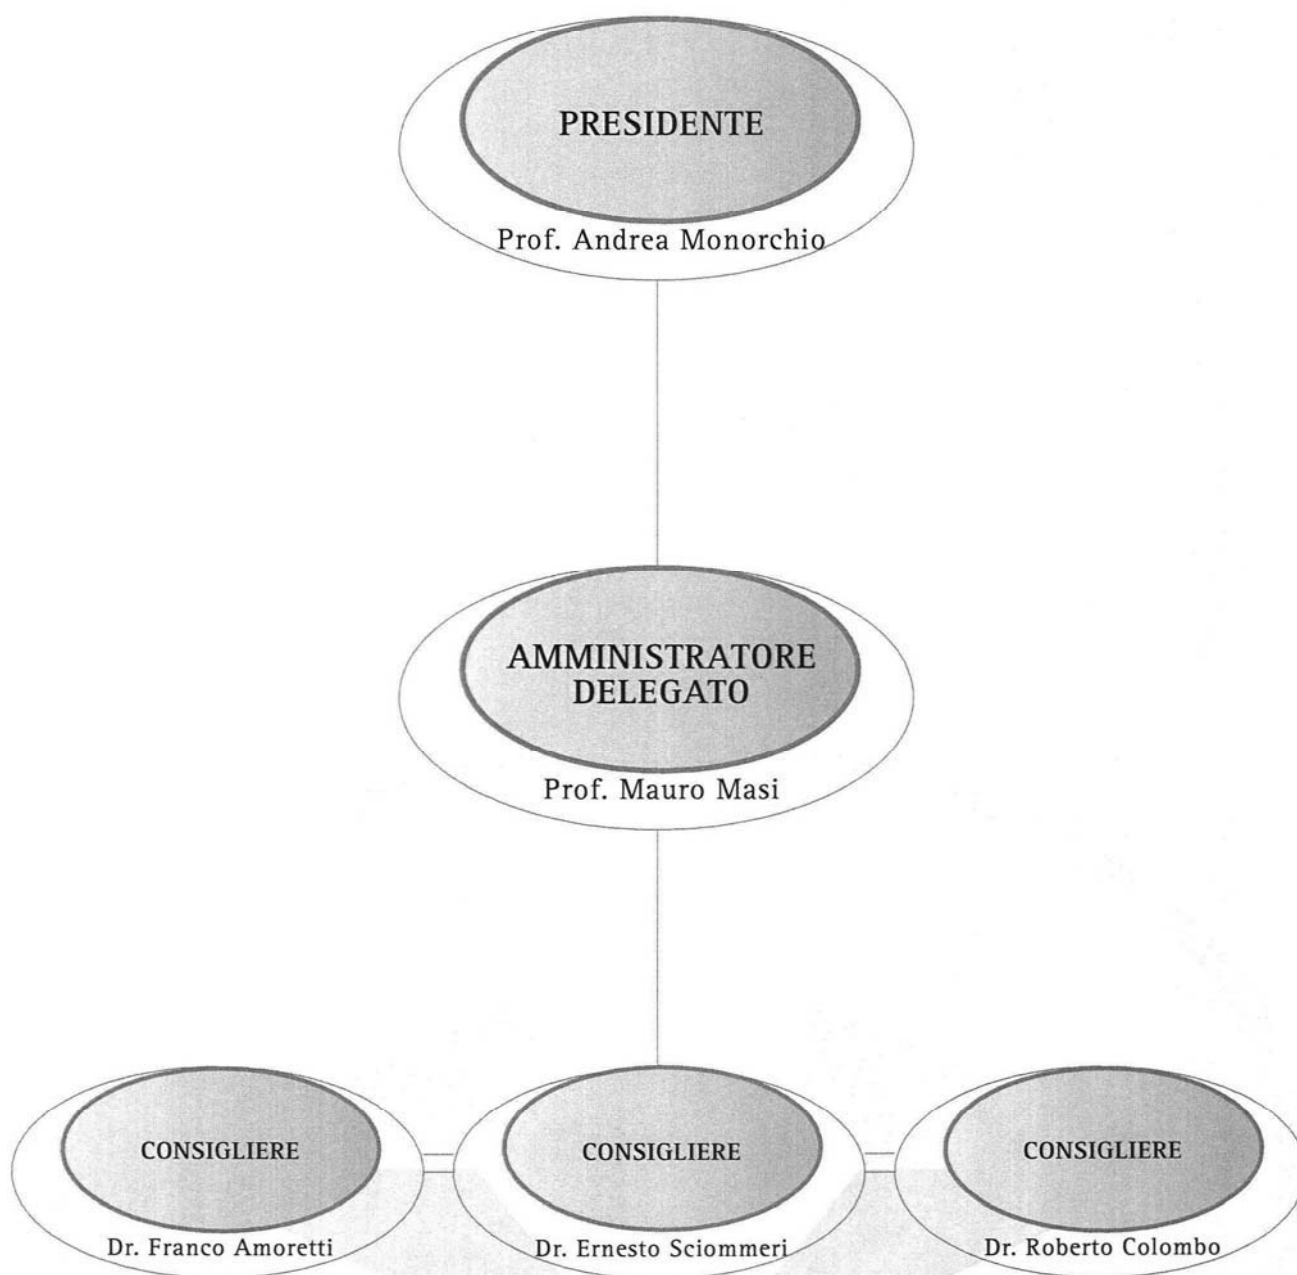 PRESIDENTE
Prof. Andrea Monorchio
AMMINISTRATORE
DELEGATO
Prof. Mauro Masi
CONSIGLIERE
Dr. Franco Amoretti
CONSIGLIERE
Dr. Ernesto Sciommeri
CONSIGLIERE
Dr. Roberto Colombo